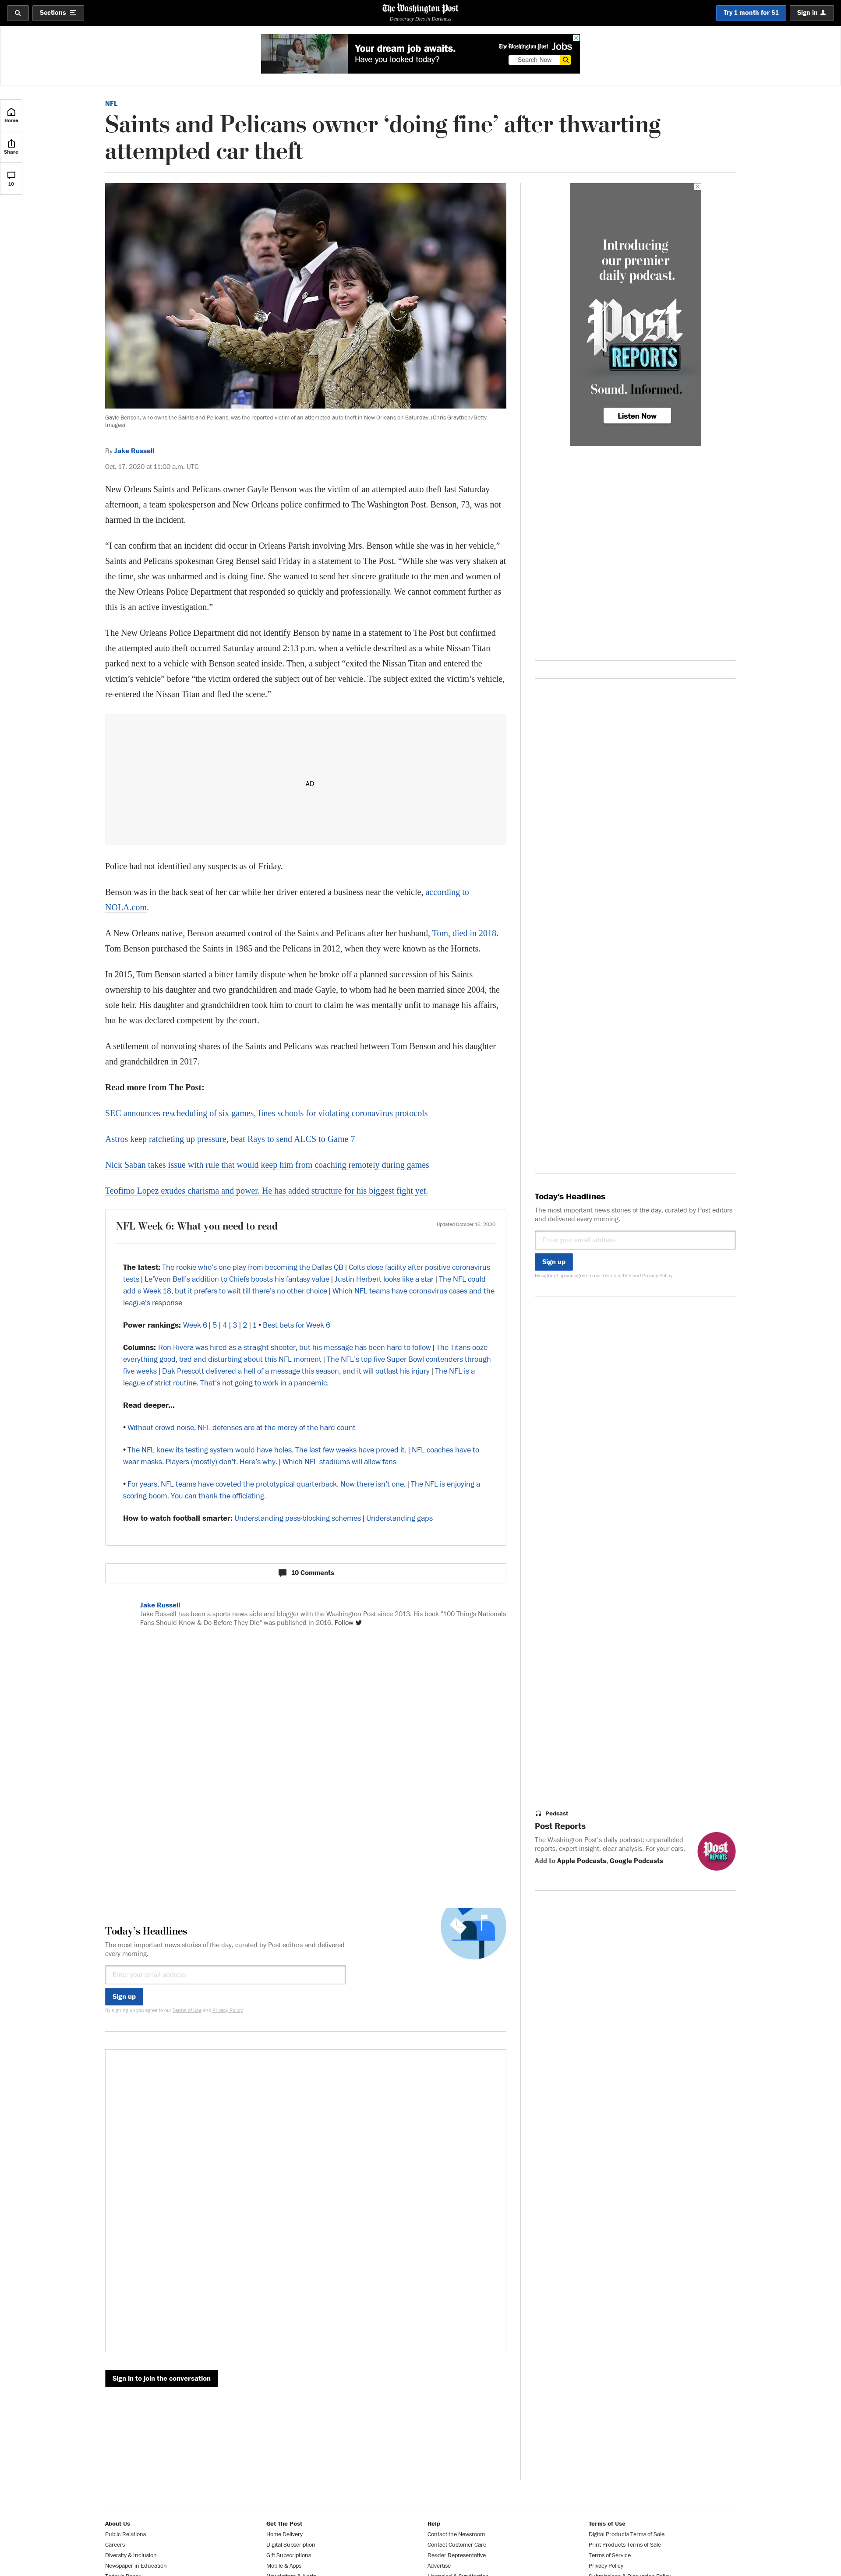 Sections
The Washington Post
Democracy Dies in Darkness
Try 1 month for $1
Sign in
Your dream job awaits.
Have you looked today?
The Washington Post Jobs
Search Now
Home
Share
10
NFL
Saints and Pelicans owner ‘doing fine’ after thwarting
attempted car theft
Gayle Benson, who owns the Saints and Pelicans, was the reported victim of an attempted auto theft in New Orleans on Saturday. (Chris Graythen/Getty
Images)
By Jake Russell
Oct. 17, 2020 at 11:00 a.m. UTC
New Orleans Saints and Pelicans owner Gayle Benson was the victim of an attempted auto theft last Saturday
afternoon, a team spokesperson and New Orleans police confirmed to The Washington Post. Benson, 73, was not
harmed in the incident.
“I can confirm that an incident did occur in Orleans Parish involving Mrs. Benson while she was in her vehicle,”
Saints and Pelicans spokesman Greg Bensel said Friday in a statement to The Post. “While she was very shaken at
the time, she was unharmed and is doing fine. She wanted to send her sincere gratitude to the men and women of
the New Orleans Police Department that responded so quickly and professionally. We cannot comment further as
this is an active investigation.”
The New Orleans Police Department did not identify Benson by name in a statement to The Post but confirmed
the attempted auto theft occurred Saturday around 2:13 p.m. when a vehicle described as a white Nissan Titan
parked next to a vehicle with Benson seated inside. Then, a subject “exited the Nissan Titan and entered the
victim’s vehicle” before “the victim ordered the subject out of her vehicle. The subject exited the victim’s vehicle,
re-entered the Nissan Titan and fled the scene.”
AD
Police had not identified any suspects as of Friday.
Benson was in the back seat of her car while her driver entered a business near the vehicle, according to
NOLA.com.
A New Orleans native, Benson assumed control of the Saints and Pelicans after her husband, Tom, died in 2018.
Tom Benson purchased the Saints in 1985 and the Pelicans in 2012, when they were known as the Hornets.
In 2015, Tom Benson started a bitter family dispute when he broke off a planned succession of his Saints
ownership to his daughter and two grandchildren and made Gayle, to whom had he been married since 2004, the
sole heir. His daughter and grandchildren took him to court to claim he was mentally unfit to manage his affairs,
but he was declared competent by the court.
A settlement of nonvoting shares of the Saints and Pelicans was reached between Tom Benson and his daughter
and grandchildren in 2017.
Read more from The Post:
SEC announces rescheduling of six games, fines schools for violating coronavirus protocols
Astros keep ratcheting up pressure, beat Rays to send ALCS to Game 7
Nick Saban takes issue with rule that would keep him from coaching remotely during games
Teofimo Lopez exudes charisma and power. He has added structure for his biggest fight yet.
NFL Week 6: What you need to read
Updated October 16, 2020
The latest: The rookie who’s one play from becoming the Dallas QB | Colts close facility after positive coronavirus
tests | Le’Veon Bell’s addition to Chiefs boosts his fantasy value | Justin Herbert looks like a star | The NFL could
add a Week 18, but it prefers to wait till there’s no other choice | Which NFL teams have coronavirus cases and the
league’s response
Power rankings: Week 6 | 5 | 4 | 3 | 2 | 1 • Best bets for Week 6
Columns: Ron Rivera was hired as a straight shooter, but his message has been hard to follow | The Titans ooze
everything good, bad and disturbing about this NFL moment | The NFL’s top five Super Bowl contenders through
five weeks | Dak Prescott delivered a hell of a message this season, and it will outlast his injury | The NFL is a
league of strict routine. That’s not going to work in a pandemic.
Read deeper...
• Without crowd noise, NFL defenses are at the mercy of the hard count
• The NFL knew its testing system would have holes. The last few weeks have proved it. | NFL coaches have to
wear masks. Players (mostly) don’t. Here’s why. | Which NFL stadiums will allow fans
• For years, NFL teams have coveted the prototypical quarterback. Now there isn’t one. | The NFL is enjoying a
scoring boom. You can thank the officiating.
How to watch football smarter: Understanding pass-blocking schemes | Understanding gaps
10 Comments
Jake Russell
Jake Russell has been a sports news aide and blogger with the Washington Post since 2013. His book "100 Things Nationals
Fans Should Know & Do Before They Die" was published in 2016. Follow
Today’s Headlines
The most important news stories of the day, curated by Post editors and delivered
every morning.
Enter your email address
Sign up
By signing up you agree to our Terms of Use and Privacy Policy
Sign in to join the conversation
Introducing
our premier
daily podcast.
Post
REPORTS
Sound. Informed.
Listen Now
Today’s Headlines
The most important news stories of the day, curated by Post editors
and delivered every morning.
Enter your email address
Sign up
By signing up you agree to our Terms of Use and Privacy Policy
Podcast
Post Reports
The Washington Post’s daily podcast: unparalleled
reports, expert insight, clear analysis. For your ears.
Add to Apple Podcasts, Google Podcasts
Post
REPORTS
About Us
Public Relations
Careers
Diversity & Inclusion
Newspaper in Education
Get The Post
Home Delivery
Digital Subscription
Gift Subscriptions
Mobile & Apps
Help
Contact the Newsroom
Contact Customer Care
Reader Representative
Advertise
Terms of Use
Digital Products Terms of Sale
Print Products Terms of Sale
Terms of Service
Privacy Policy